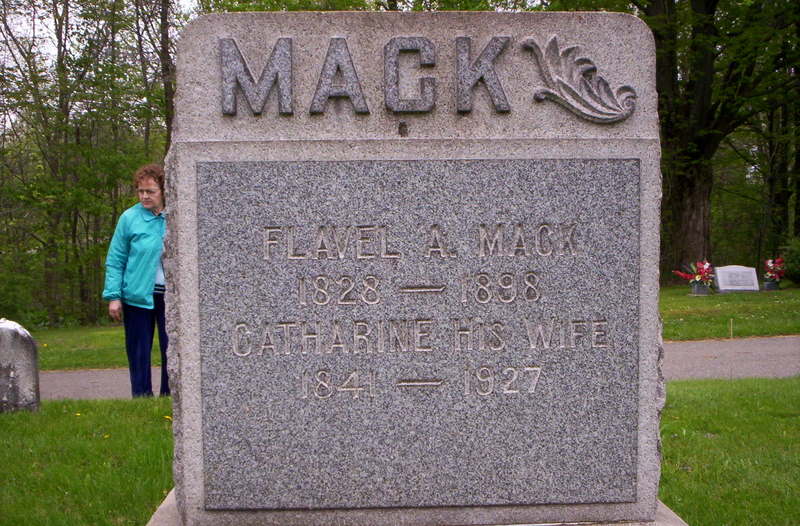 MACK
FLAVEL A. MACK
1828 — 1898
CATHARINE HIS WIFE
1841 — 1927